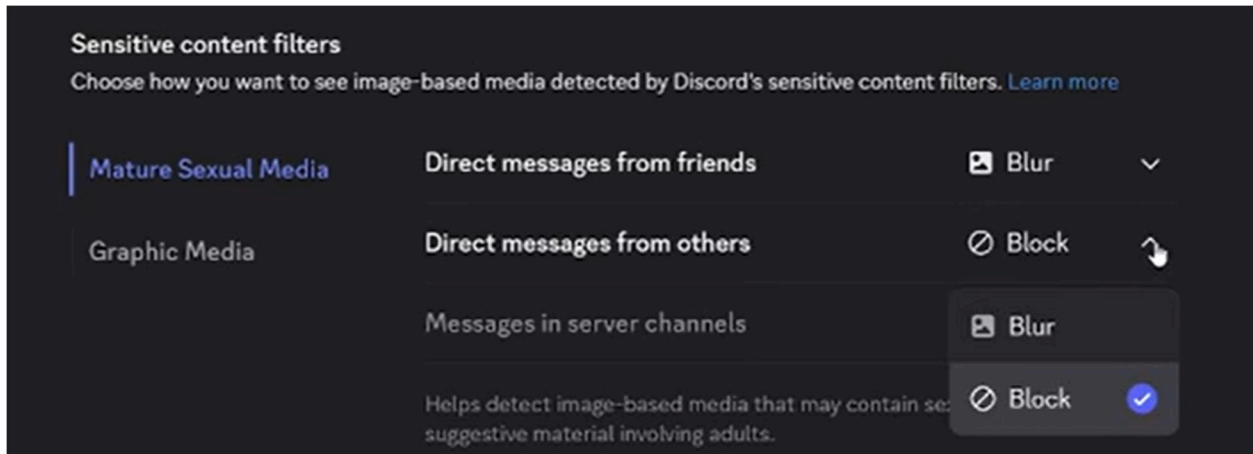 Sensitive content filters
Choose how you want to see image-based media detected by Discord's sensitive content filters. Learn more
Mature Sexual Media
Direct messages from friends
Blur
Graphic Media
Direct messages from others
Block
Messages in server channels
Blur
Helps detect image-based media that may contain
Block
suggestive material involving adults.